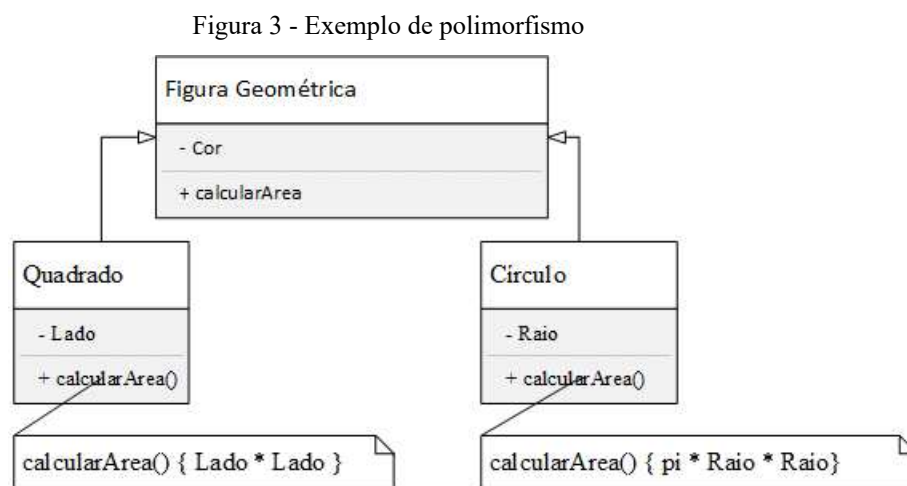 Figura 3 - Exemplo de polimorfismo
Figura Geométrica
- Cor
+ calcularArea
Quadrado
- Lado
+ calcularArea()
calcularArea() { Lado * Lado }
Círculo
- Raio
+ calcularArea()
calcularArea() { pi * Raio * Raio}